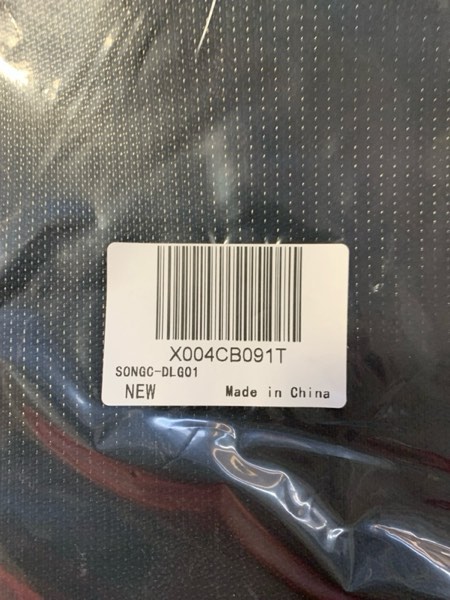 X004CB091T
SONGC-DLG01
NEW
Made in China